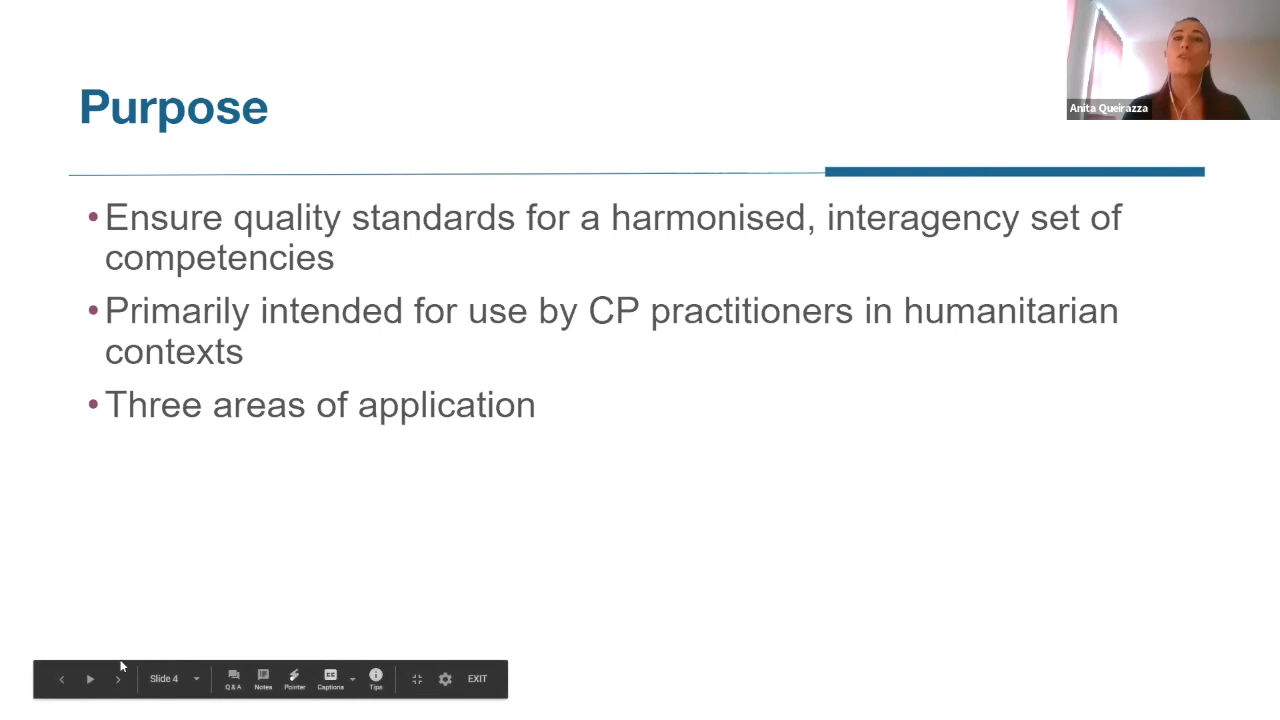 Purpose
Anita Queirazza
•Ensure quality standards for a harmonised, interagency set of
competencies
•Primarily intended for use by CP practitioners in humanitarian
contexts
•Three areas of application
Slide 4
Q&A
Notes
Pointer
CC
Captions
Tips
EXIT